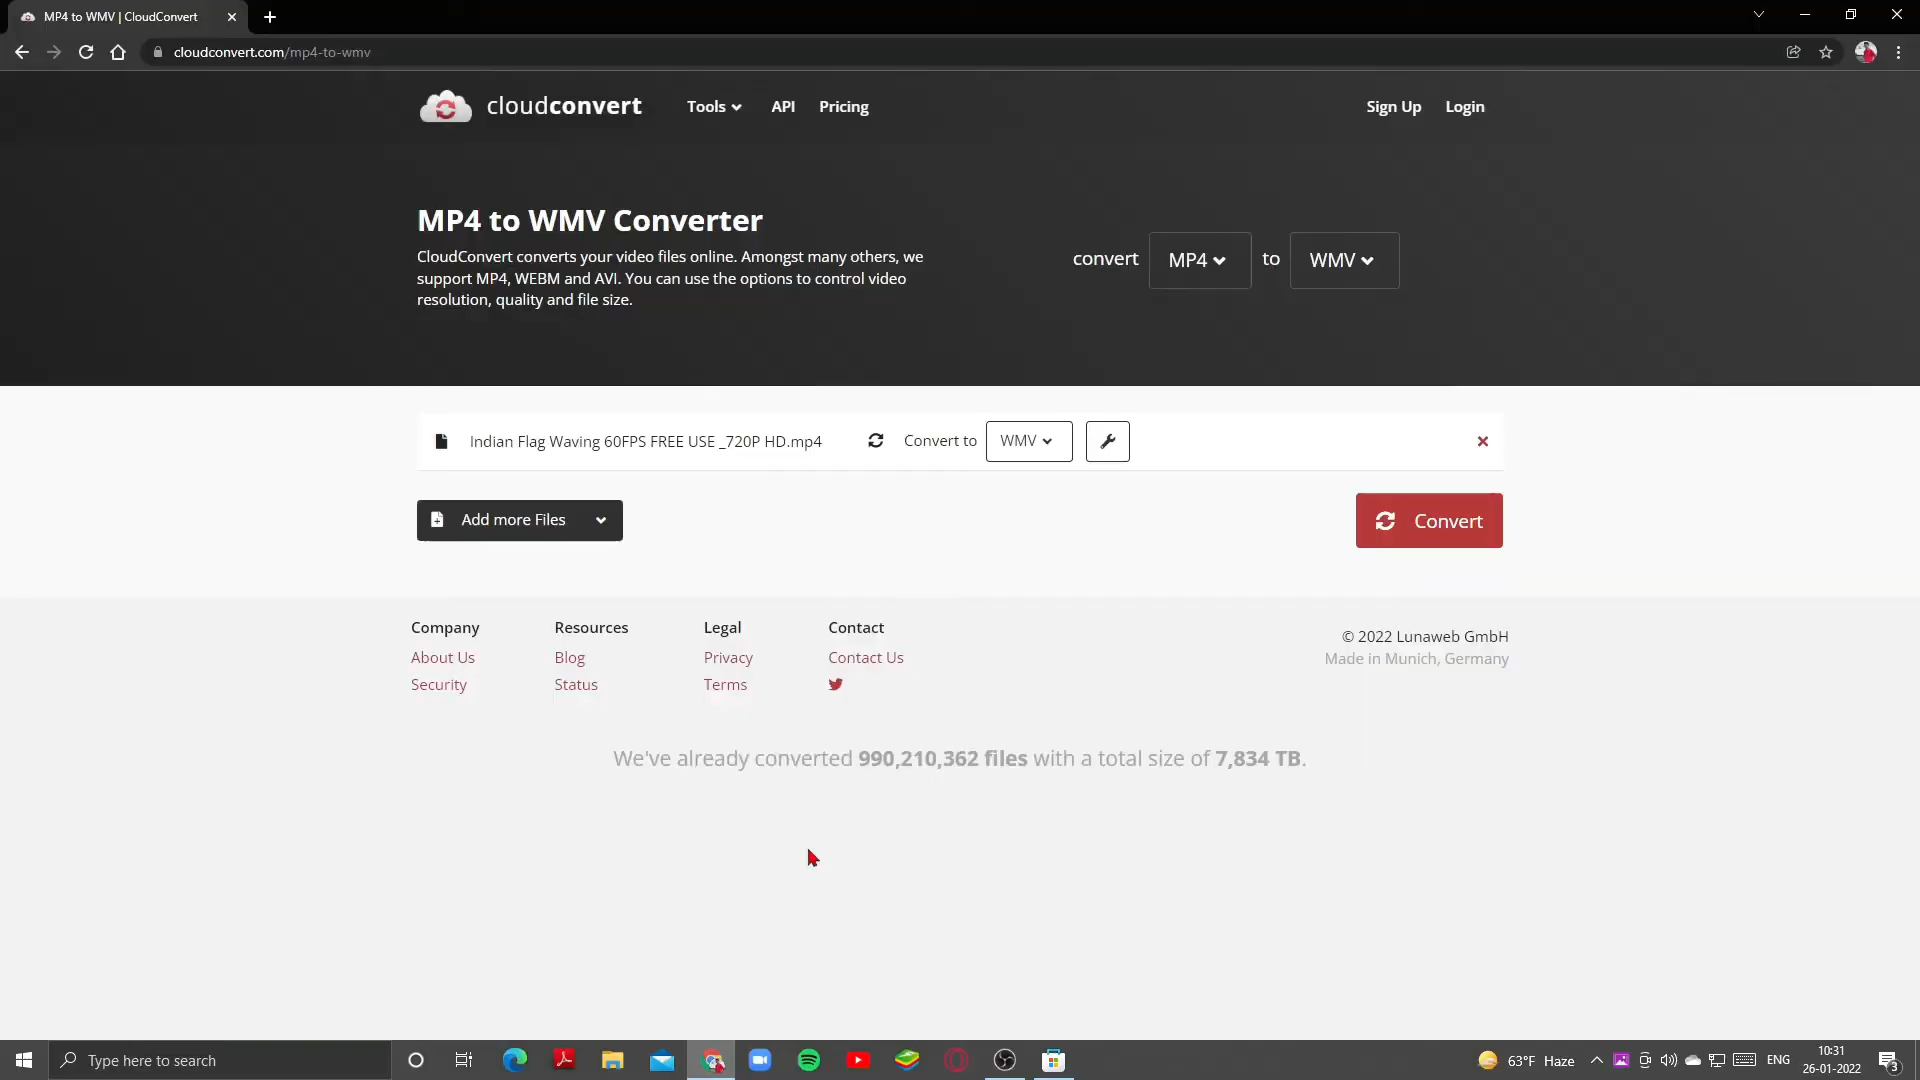 MP4 to WMV | CloudConvert
cloudconvert.com/mp4-to-wmv
cloudconvert Tools API Pricing Sign Up Login
MP4 to WMV Converter
CloudConvert converts your video files online. Amongst many others, we
support MP4, WEBM and AVI. You can use the options to control video
resolution, quality and file size.
convert MP4 to WMV
Indian Flag Waving 60FPS FREE USE _720P HD.mp4 Convert to WMV
Add more Files Convert
Company Resources Legal Contact
About Us Blog Privacy Contact Us
Security Status Terms
© 2022 Lunaweb GmbH
Made in Munich, Germany
We've already converted 990,210,362 files with a total size of 7,834 TB.
Type here to search 63°F Haze ENG 10:31
26-01-2022 3